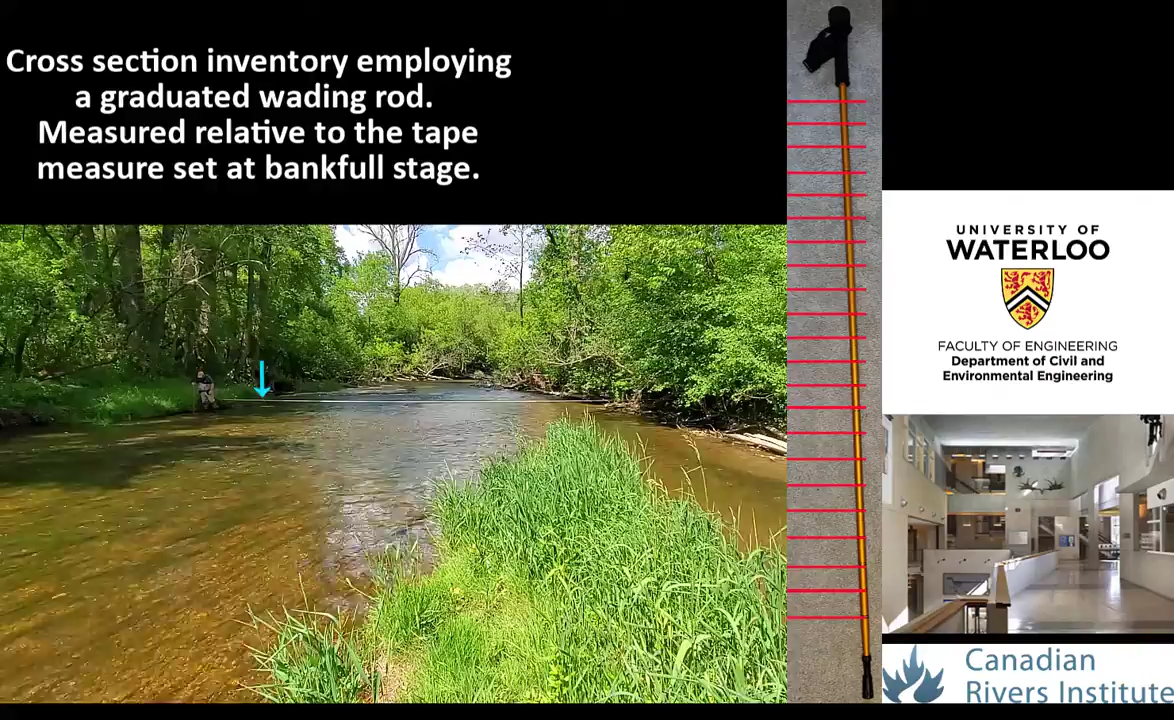 Cross section inventory employing
a graduated wading rod.
Measured relative to the tape
measure set at bankfull stage.
UNIVERSITY OF
WATERLOO
FACULTY OF ENGINEERING
Department of Civil and
Environmental Engineering
Canadian
Rivers Institute